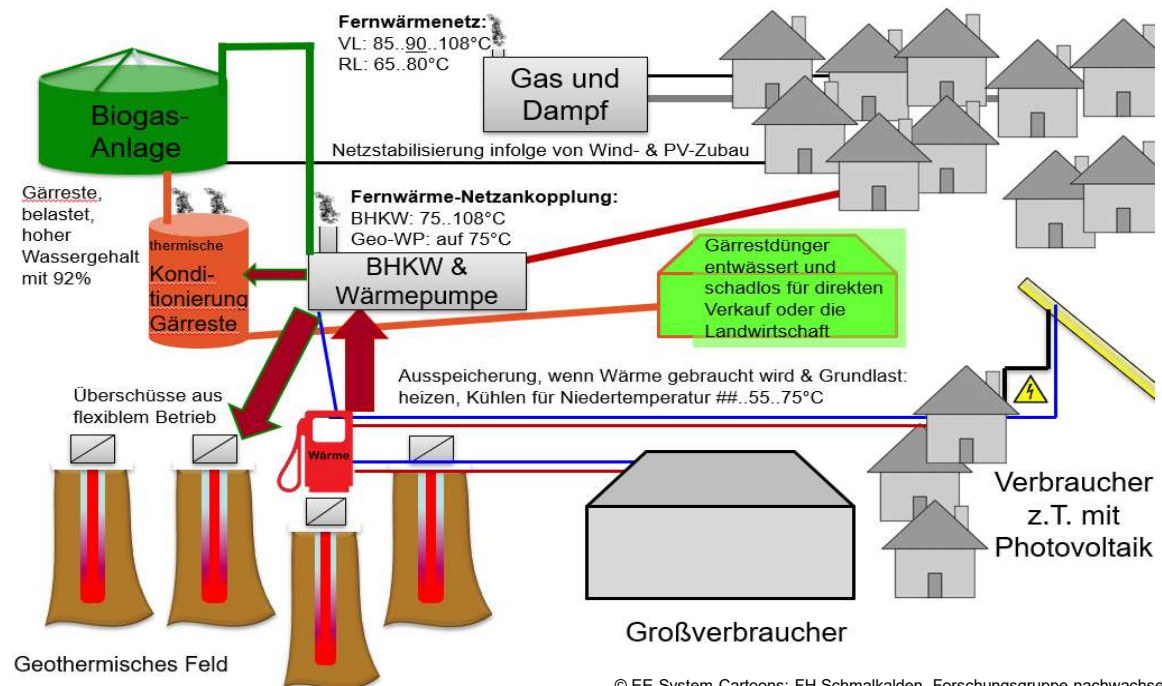 Fernwärmenetz:
VL: 85..90..108°C
RL: 65..80°C
Gas und
Dampf
Biogas-
Anlage
Netzstabilisierung infolge von Wind- & PV-Zubau
Gärreste,
belastet,
hoher
Wassergehalt
mit 92%
Fernwärme-Netzankopplung:
BHKW: 75..108°C
Geo-WP: auf 75°C
thermische
Kondi-
tionierung
Gärreste
BHKW &
Wärmepumpe
Gärrestdünger
entwässert und
schadlos für direkten
Verkauf oder die
Landwirtschaft
Ausspeicherung, wenn Wärme gebraucht wird & Grundlast:
heizen, Kühlen für Niedertemperatur ##..55..75°C
Überschüsse aus
flexiblem Betrieb
Wärme
Verbraucher
z.T. mit
Photovoltaik
Großverbraucher
Geothermisches Feld
© EE-System-Cartoons: FH Schmalkalden, Forschungsgruppe nachwachse